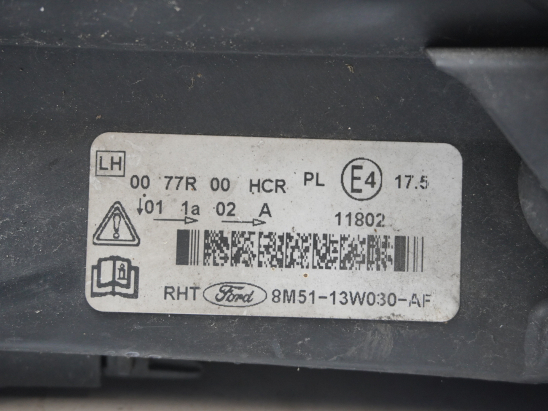 LH
00 77R 00 HCR PL E4 17.5
↓01 1a 02 A 11802
RHT Ford 8M51-13W030-AF